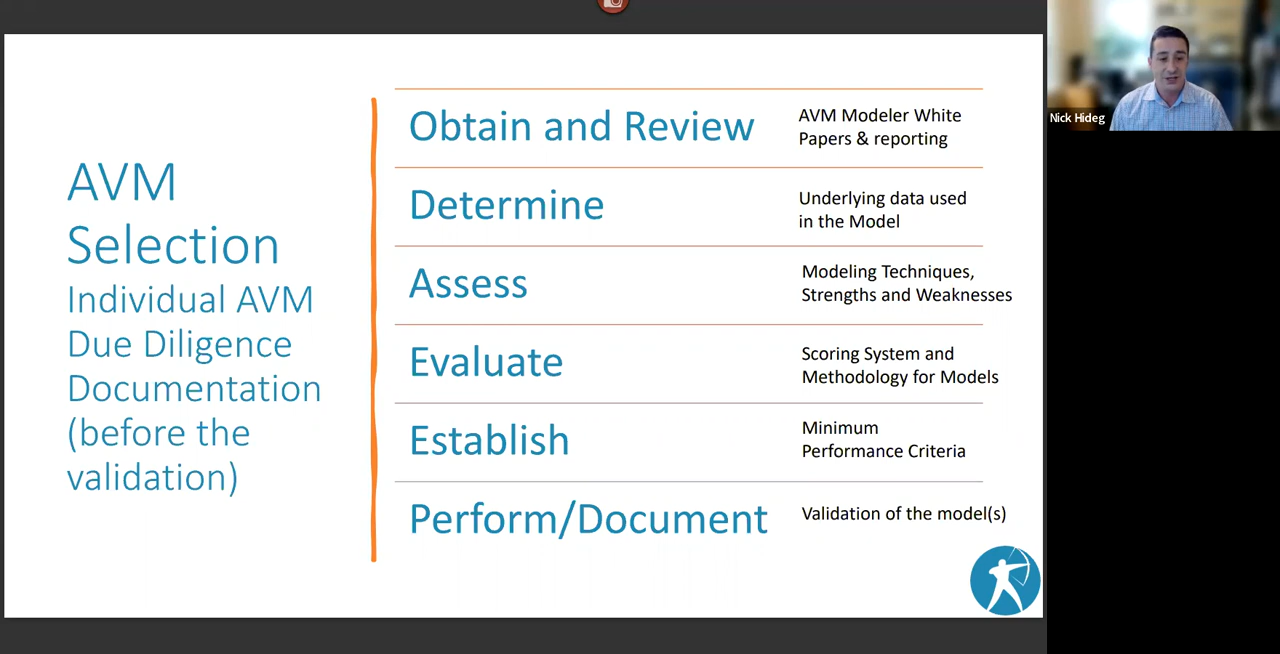 AVM
Selection
Individual AVM
Due Diligence
Documentation
(before the
validation)
Obtain and Review
AVM Modeler White
Papers & reporting
Determine
Underlying data used
in the Model
Assess
Modeling Techniques,
Strengths and Weaknesses
Evaluate
Scoring System and
Methodology for Models
Establish
Minimum
Performance Criteria
Perform/Document
Validation of the model(s)
Nick Hideg